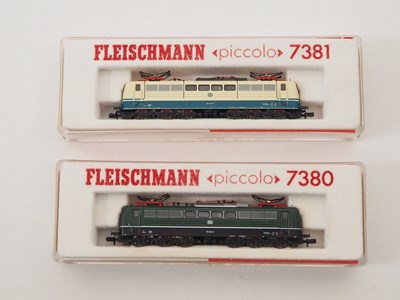 FLEISCHMANN «piccolo» 7381
FLEISCHMANN «piccolo» 7380